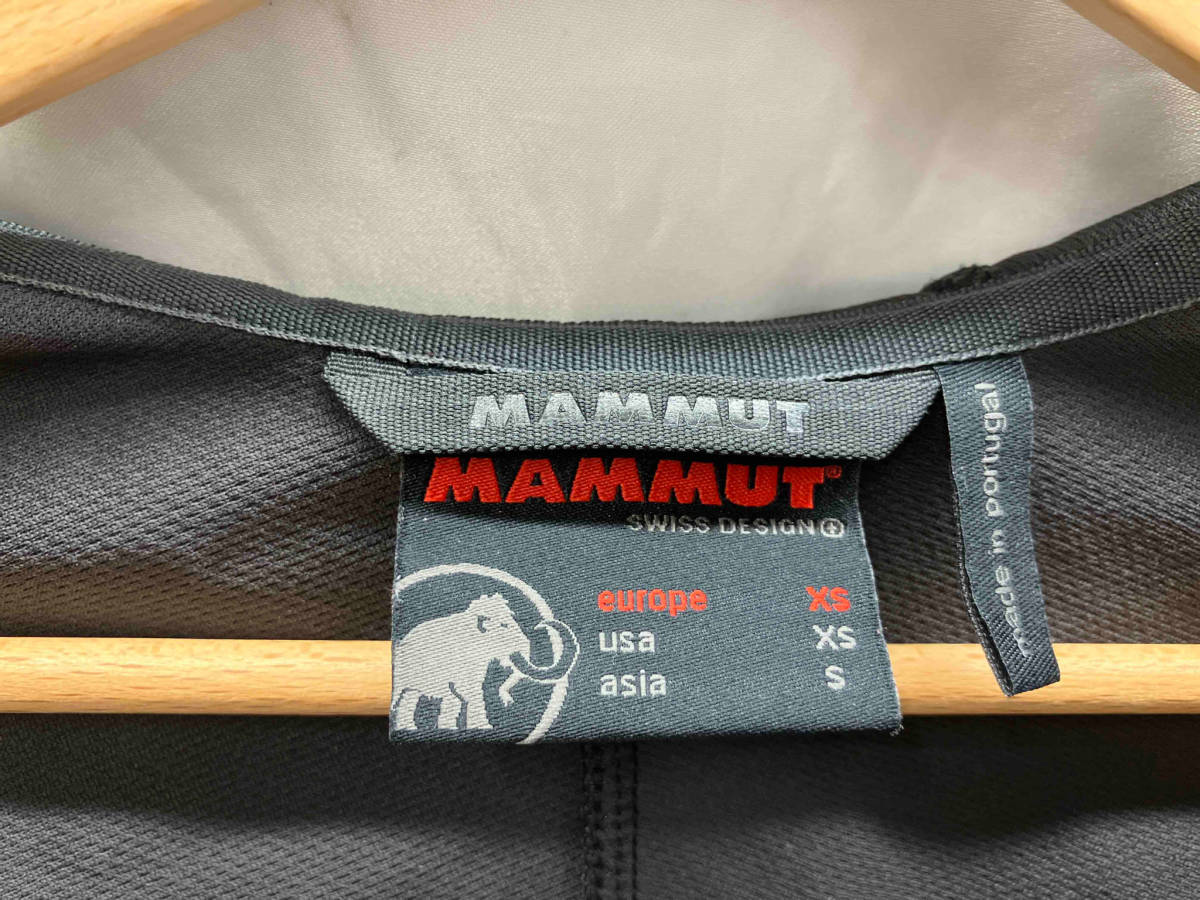 MAMMUT
MAMMUT®
SWISS DESIGN
europe XS
usa XS
asia S
made in portugal